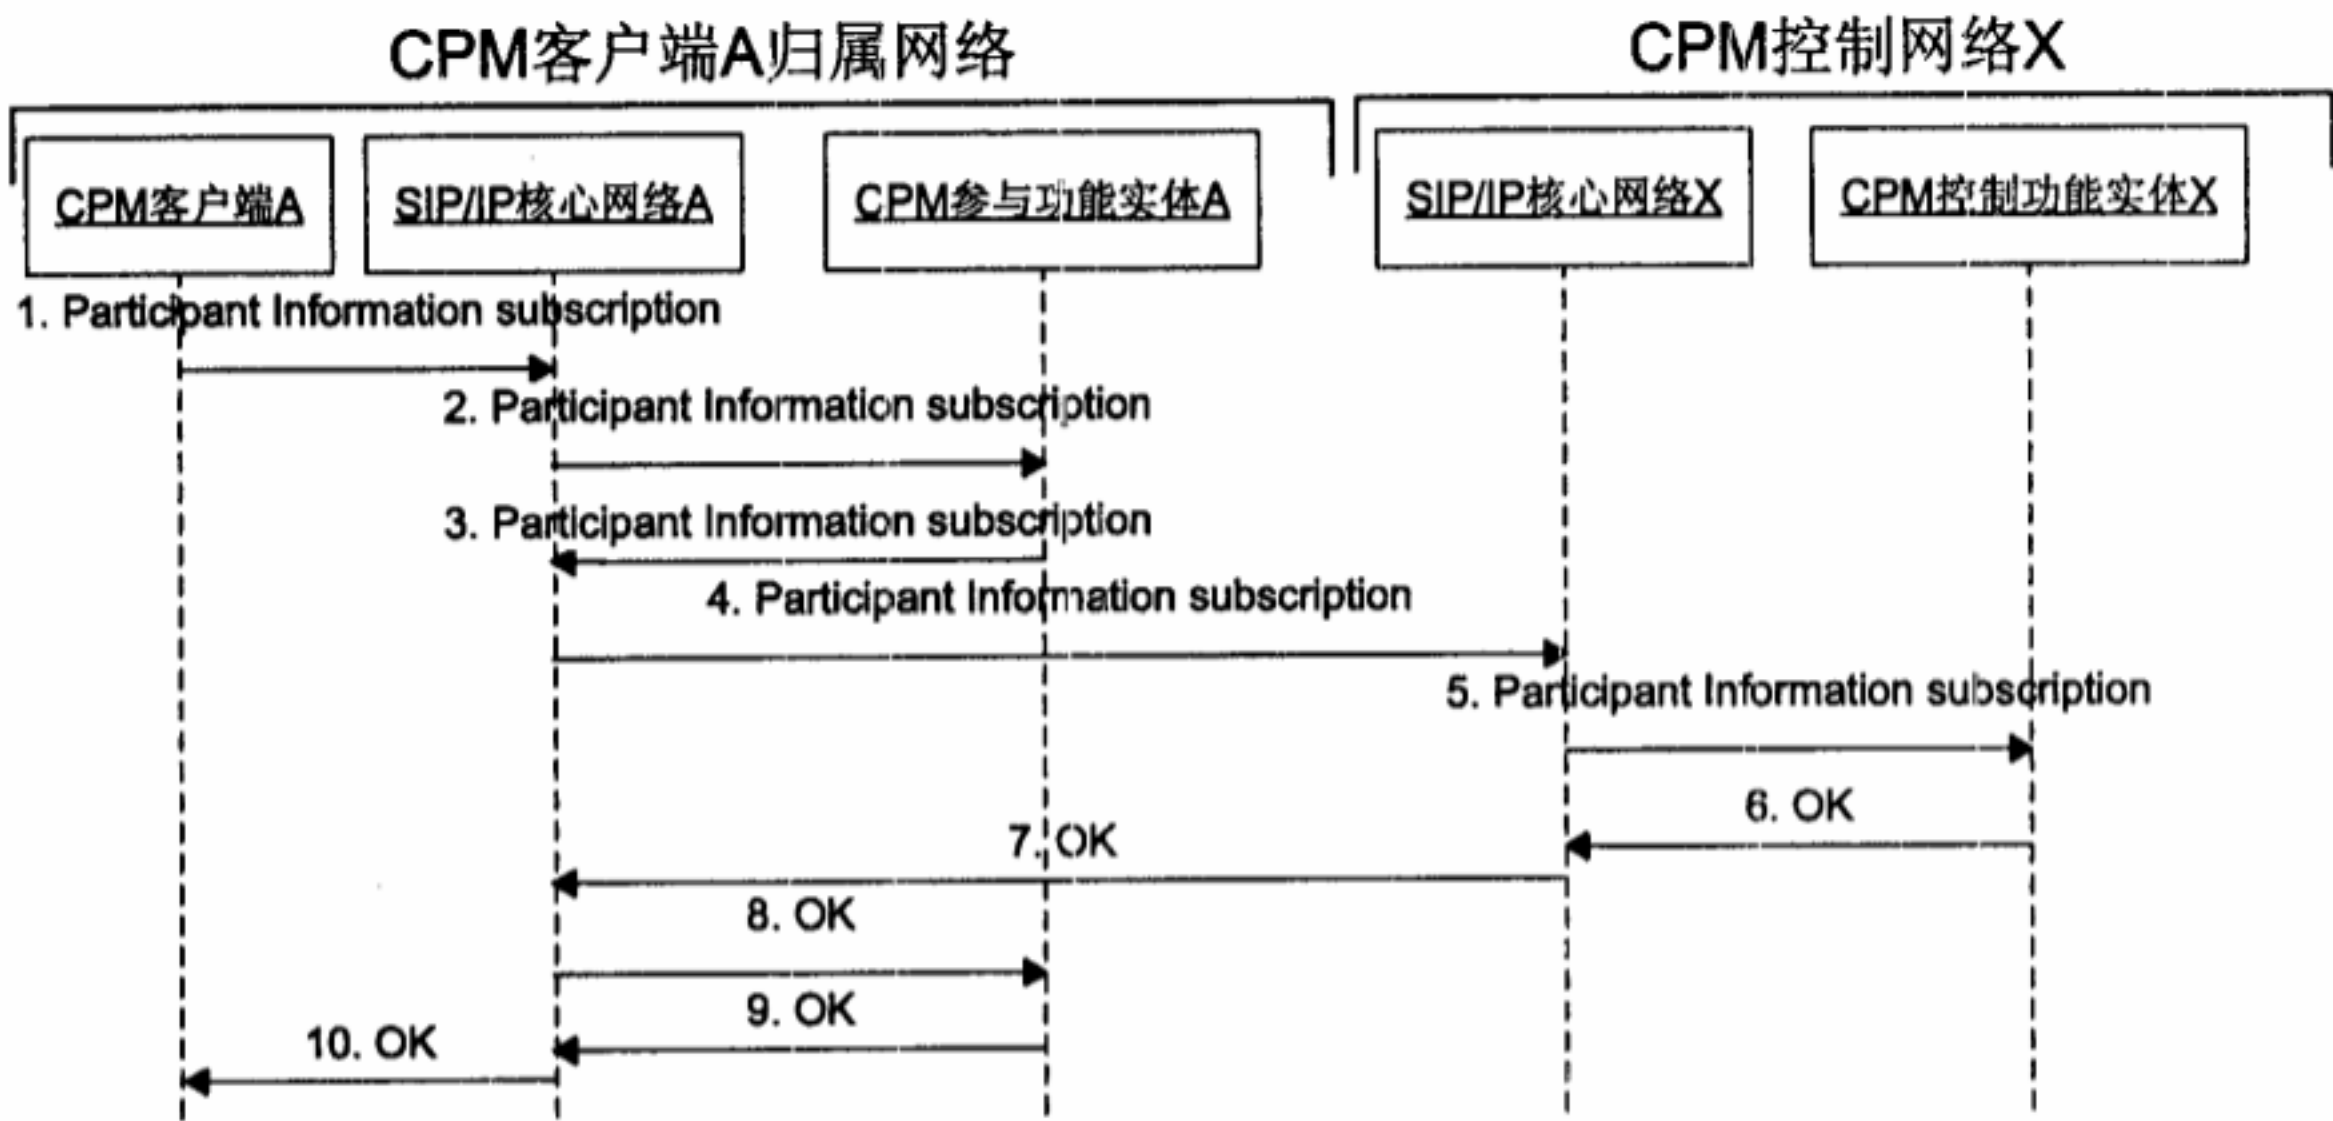 CPM客户端A归属网络
CPM控制网络X
CPM客户端A
SIP/IP核心网络A
CPM参与功能实体A
SIP/IP核心网络X
CPM控制功能实体X
1. Participant Information subscription
2. Participant Information subscription
3. Participant Information subscription
4. Participant Information subscription
5. Participant Information subscription
6. OK
7. OK
8. OK
9. OK
10. OK